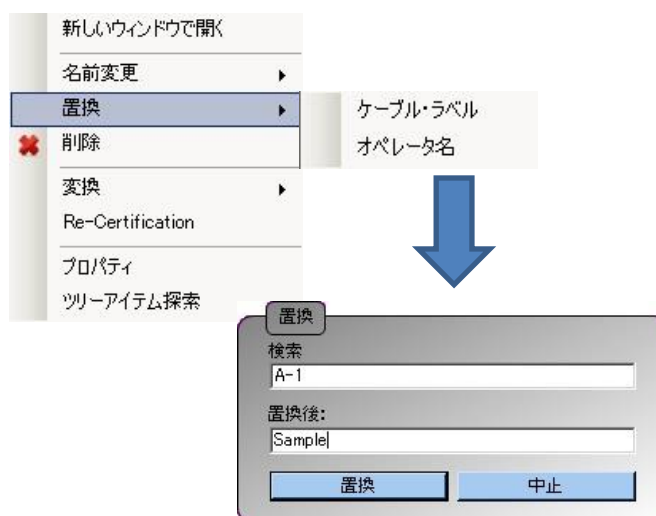 新しいウィンドウで開く
名前変更
置換
ケーブル・ラベル
削除
オペレータ名
変換
Re-Certification
プロパティ
ツリーアイテム探索
置換
検索
A-1
置換後:
Sample
置換 中止